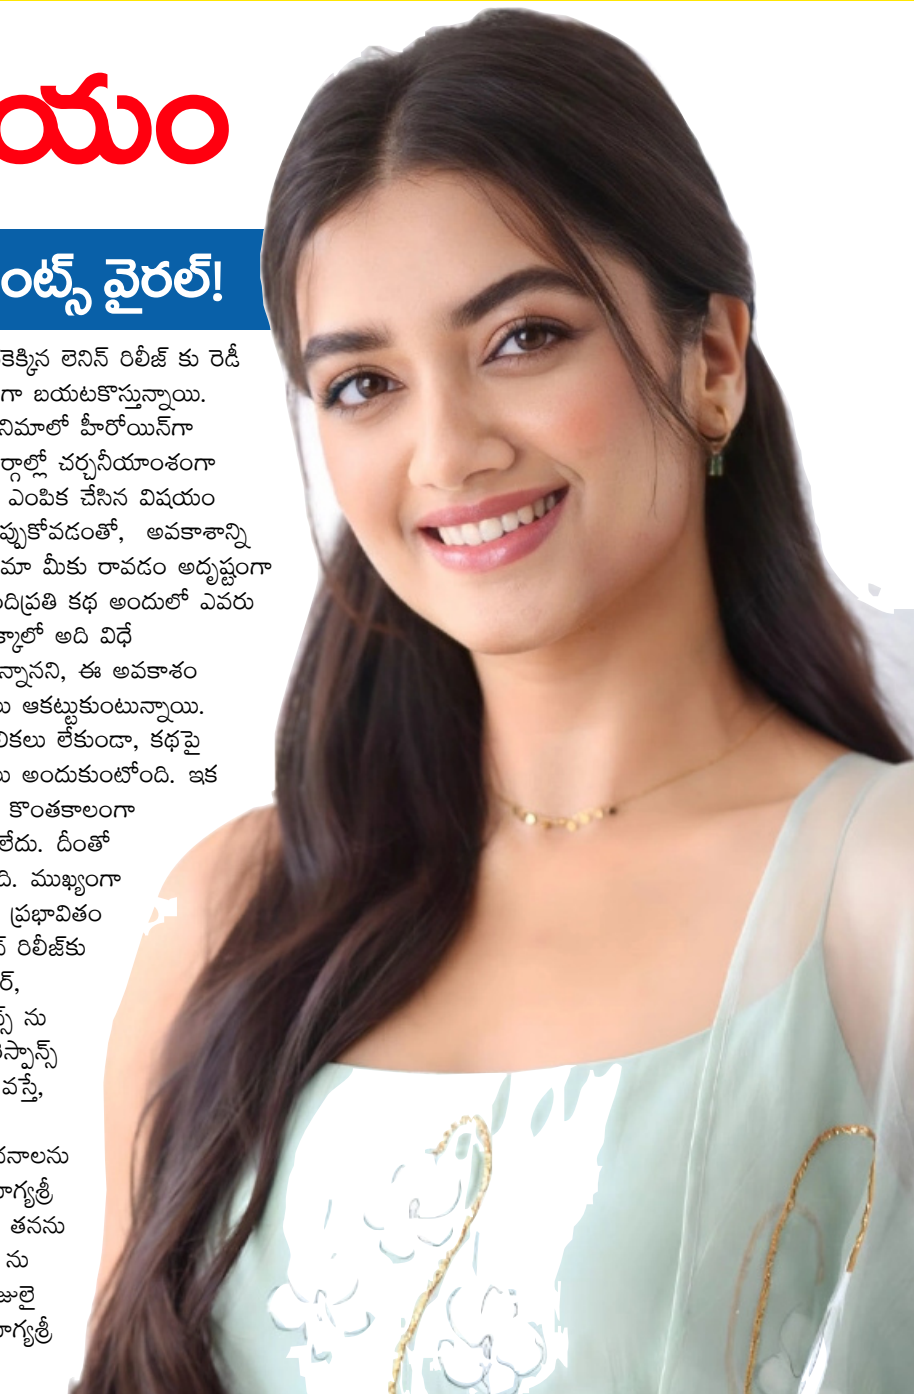 యం
ంట్స్ వైరల్!
కెక్కిన లెనిన్ రిలీజ్ కు రెడీ
గా బయటకొస్తున్నాయి.
నిమాలో హీరోయిన్‌గా
ర్గాల్లో చర్చనీయాంశంగా
ఎంపిక చేసిన విషయం
ప్పుకోవడంతో, అవకాశాన్ని
మా మీకు రావడం అదృష్టంగా
ందిప్రతి కథ అందులో ఎవరు
క్కాలో అది విధే
న్నానని, ఈ అవకాశం
లు ఆకట్టుకుంటున్నాయి.
లికలు లేకుండా, కథపై
లు అందుకుంటోంది. ఇక
కొంతకాలంగా
లేదు. దీంతో
ది. ముఖ్యంగా
ప్రభావితం
న్ రిలీజ్‌కు
ర్,
న్స్ ను
స్పాన్స్
వస్తే,
చనాలను
భాగ్యశ్రీ
తనను
ను
జులై
భాగ్యశ్రీ